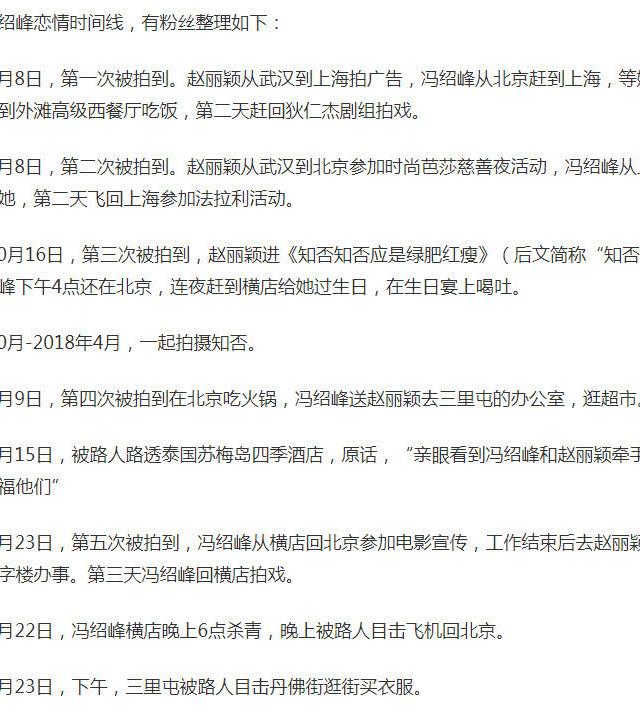 绍峰恋情时间线，有粉丝整理如下：
月8日，第一次被拍到。赵丽颖从武汉到上海拍广告，冯绍峰从北京赶到上海，等
到外滩高级西餐厅吃饭，第二天赶回狄仁杰剧组拍戏。
月8日，第二次被拍到。赵丽颖从武汉到北京参加时尚芭莎慈善夜活动，冯绍峰从
她，第二天飞回上海参加法拉利活动。
0月16日，第三次被拍到，赵丽颖进《知否知否应是绿肥红瘦》（后文简称“知否
峰下午4点还在北京，连夜赶到横店给她过生日，在生日宴上喝吐。
0月-2018年4月，一起拍摄知否。
月9日，第四次被拍到在北京吃火锅，冯绍峰送赵丽颖去三里屯的办公室，逛超市。
月15日，被路人路透泰国苏梅岛四季酒店，原话，“亲眼看到冯绍峰和赵丽颖牵手
福他们”
月23日，第五次被拍到，冯绍峰从横店回北京参加电影宣传，工作结束后去赵丽颖
字楼办事。第三天冯绍峰回横店拍戏。
月22日，冯绍峰横店晚上6点杀青，晚上被路人目击飞机回北京。
月23日，下午，三里屯被路人目击丹佛街逛街买衣服。